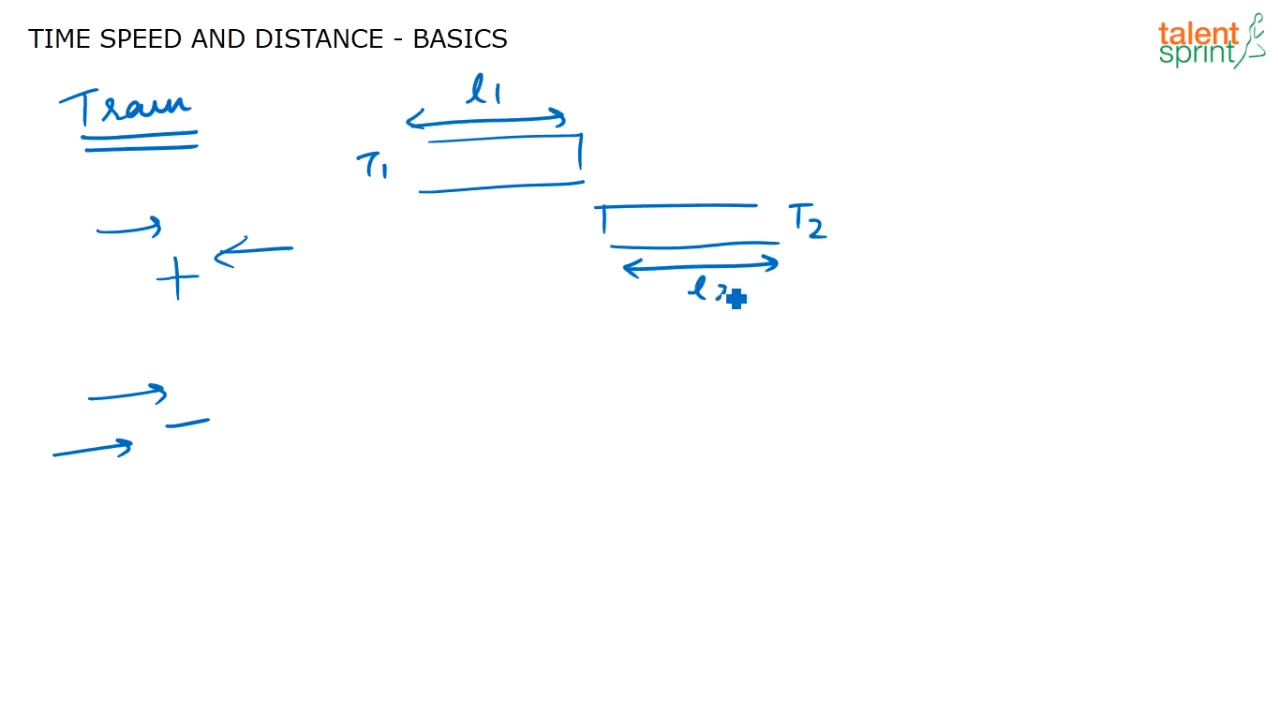 TIME SPEED AND DISTANCE - BASICS
talent
sprint
Train
l1
T1
T2
l2
+
-